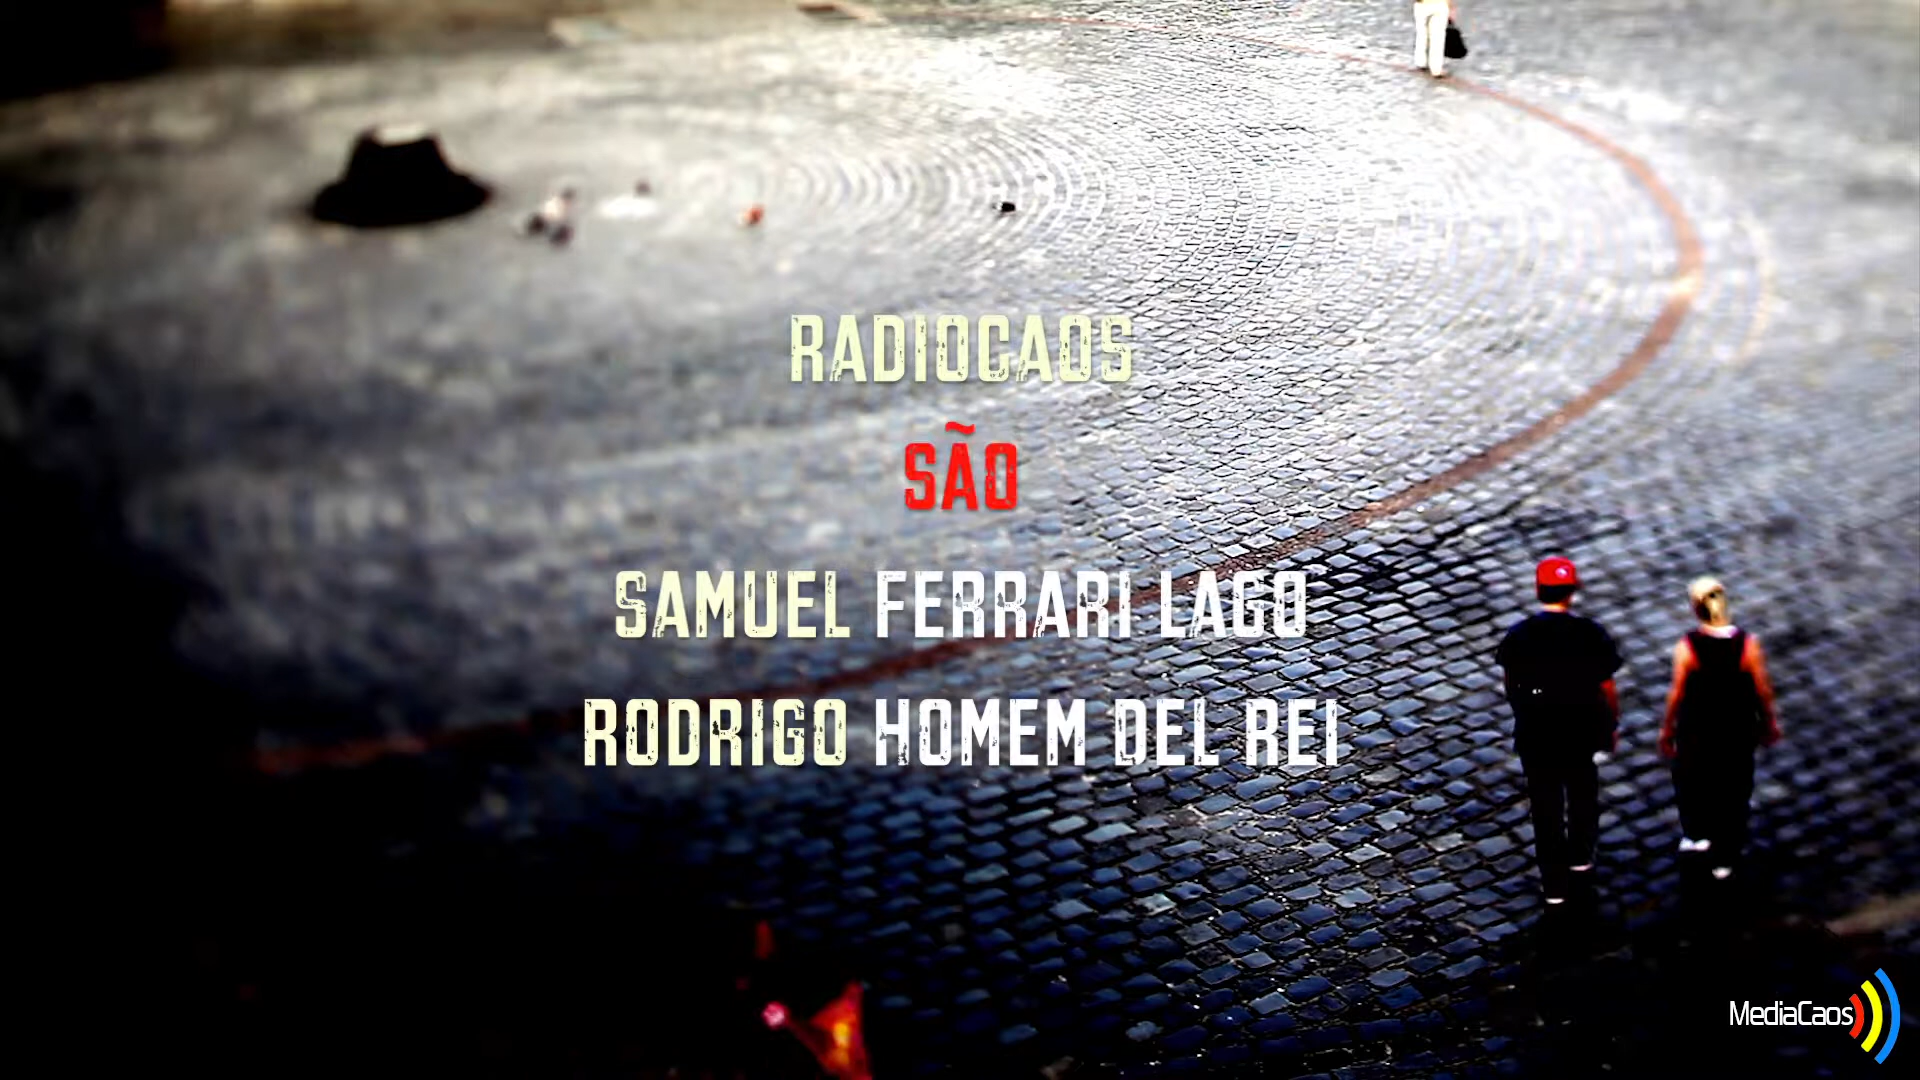 RADIOCAOS
SÃO
SAMUEL FERRARI LAGO
RODRIGO HOMEM DEL REI
MediaCaos